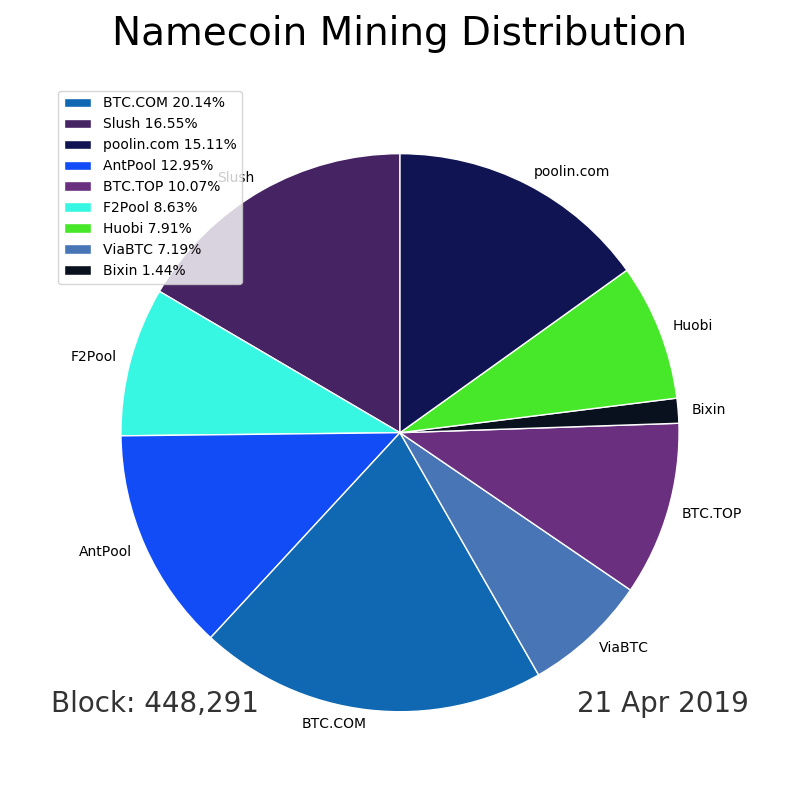 Namecoin Mining Distribution
BTC.COM 20.14%
Slush 16.55%
poolin.com 15.11%
AntPool 12.95%
BTC.TOP 10.07%
F2Pool 8.63%
Huobi 7.91%
ViaBTC 7.19%
Bixin 1.44%
Slush
poolin.com
Huobi
F2Pool
Bixin
BTC.TOP
AntPool
ViaBTC
Block: 448,291
21 Apr 2019
BTC.COM